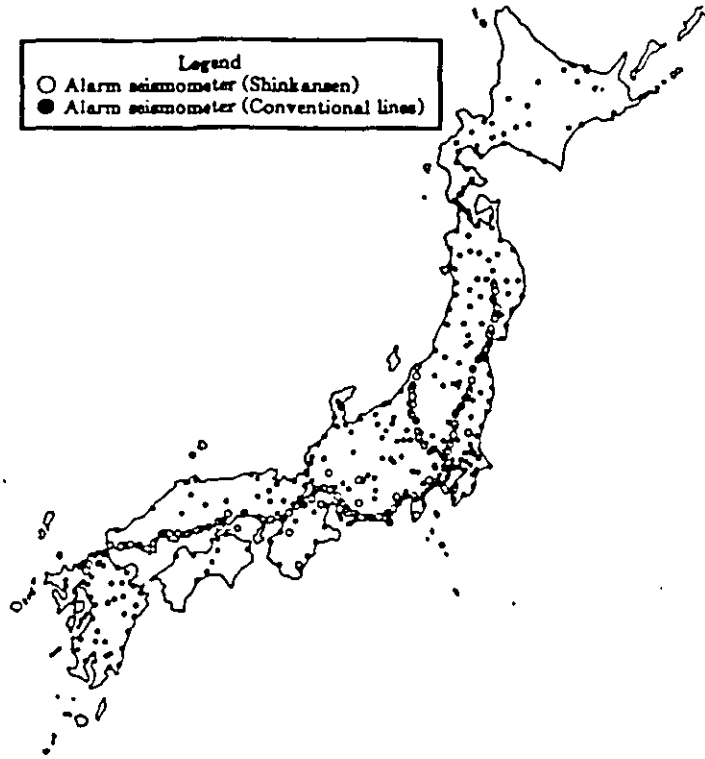 Legend
○ Alarm seismometer (Shinkansen)
● Alarm seismometer (Conventional lines)